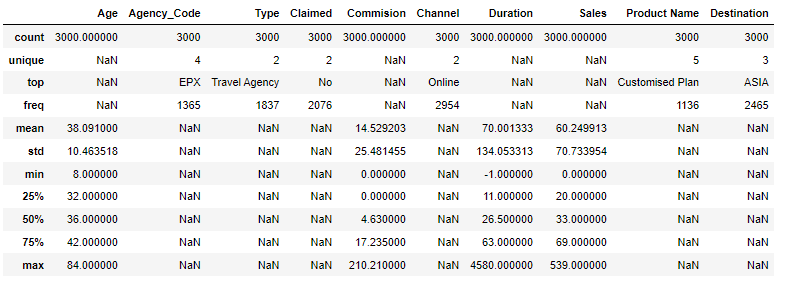 Age Agency_Code Type Claimed Commision Channel Duration Sales Product Name Destination
count 3000.000000 3000 3000 3000 3000.000000 3000 3000.000000 3000.000000 3000 3000
unique NaN 4 2 2 NaN 2 NaN NaN 5 3
top NaN EPX Travel Agency No NaN Online NaN NaN Customised Plan ASIA
freq NaN 1365 1837 2076 NaN 2954 NaN NaN 1136 2465
mean 38.091000 NaN NaN NaN 14.529203 NaN 70.001333 60.249913 NaN NaN
std 10.463518 NaN NaN NaN 25.481455 NaN 134.053313 70.733954 NaN NaN
min 8.000000 NaN NaN NaN 0.000000 NaN -1.000000 0.000000 NaN NaN
25% 32.000000 NaN NaN NaN 0.000000 NaN 11.000000 20.000000 NaN NaN
50% 36.000000 NaN NaN NaN 4.630000 NaN 26.500000 33.000000 NaN NaN
75% 42.000000 NaN NaN NaN 17.235000 NaN 63.000000 69.000000 NaN NaN
max 84.000000 NaN NaN NaN 210.210000 NaN 4580.000000 539.000000 NaN NaN